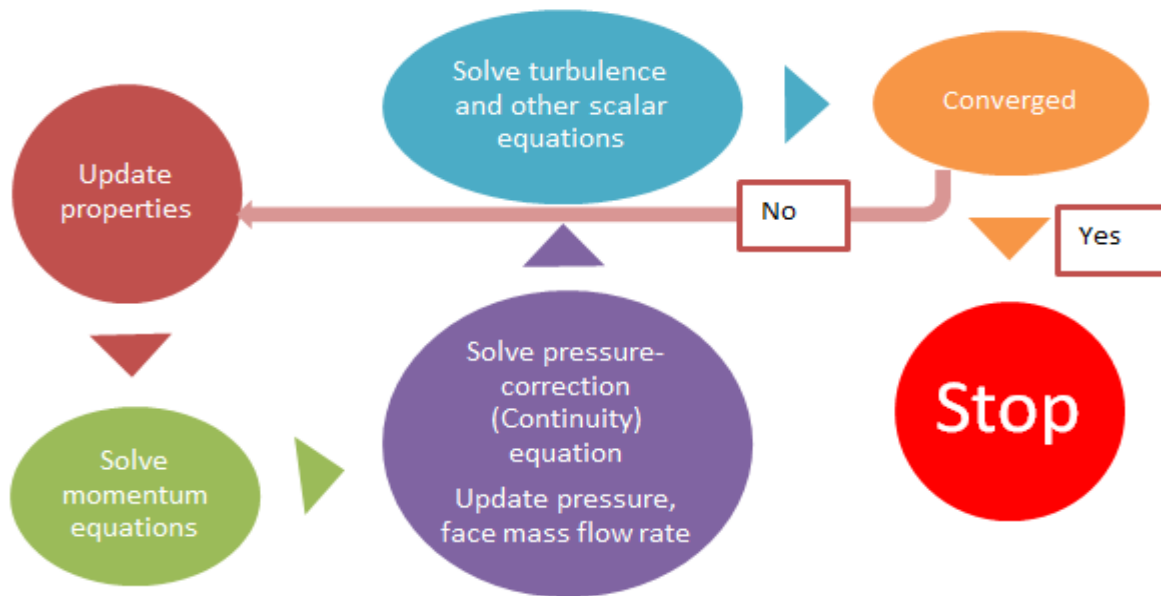 Update
properties
Solve
momentum
equations
Solve pressure-
correction
(Continuity)
equation
Update pressure,
face mass flow rate
Solve turbulence
and other scalar
equations
Converged
No
Yes
Stop